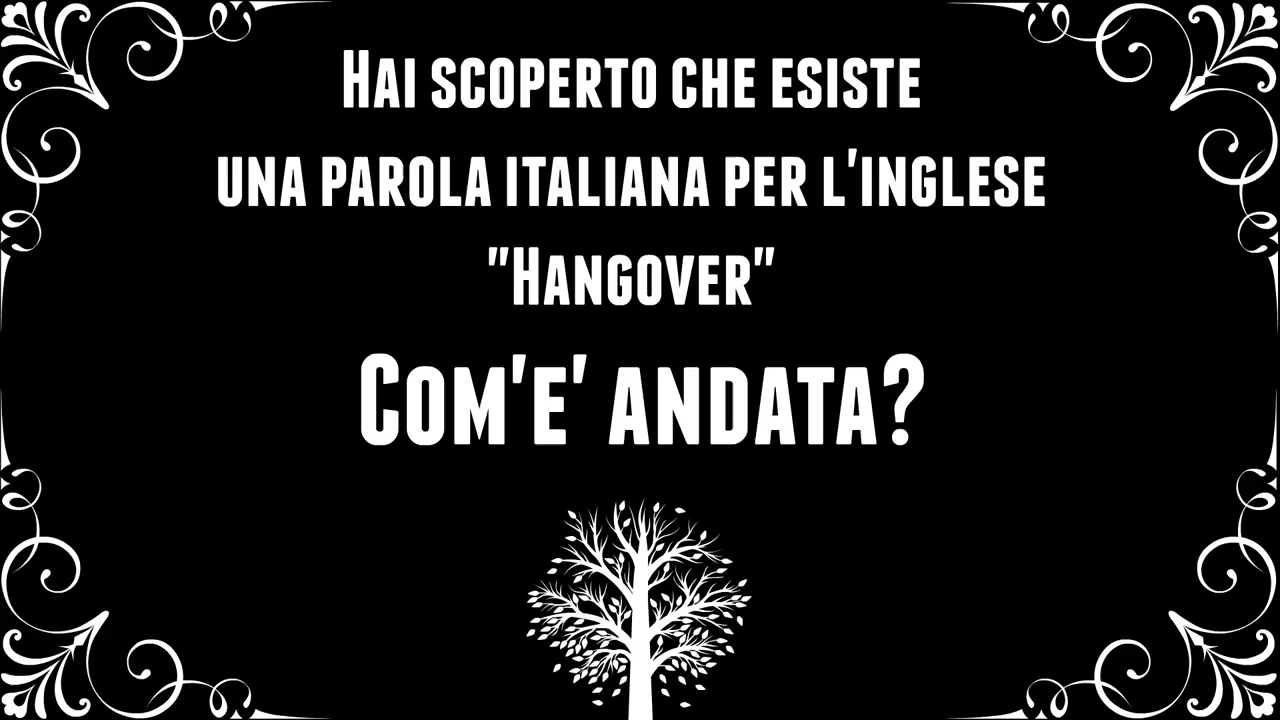 Hai scoperto che esiste
una parola italiana per l'inglese
"Hangover"
Com'e' andata?